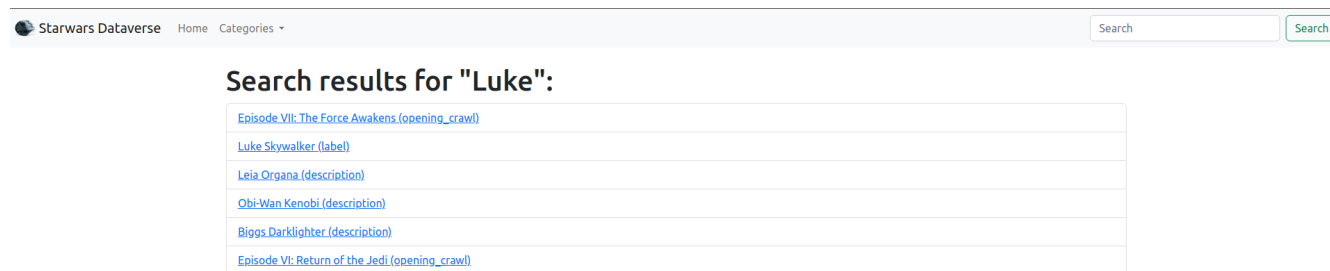 Starwars Dataverse Home Categories Search Search
Search results for "Luke":
Episode VII: The Force Awakens (opening_crawl)
Luke Skywalker (label)
Leia Organa (description)
Obi-Wan Kenobi (description)
Biggs Darklighter (description)
Episode VI: Return of the Jedi (opening_crawl)